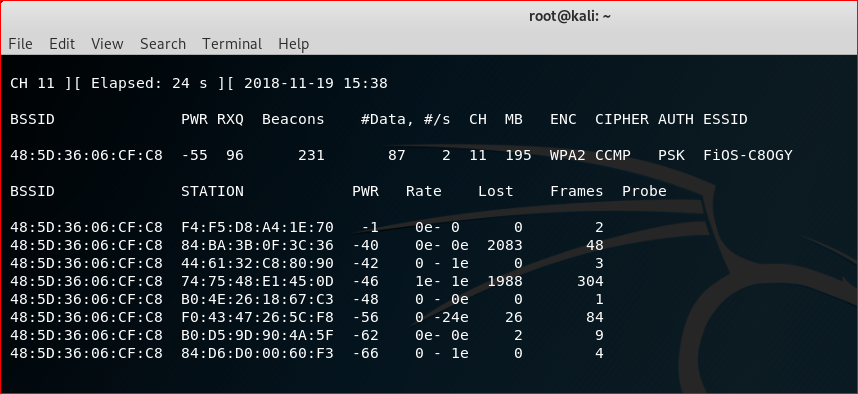 root@kali: ~
File Edit View Search Terminal Help
CH 11 ][ Elapsed: 24 s ][ 2018-11-19 15:38
BSSID PWR RXQ Beacons #Data, #/s CH MB ENC CIPHER AUTH ESSID
48:5D:36:06:CF:C8 -55 96 231 87 2 11 195 WPA2 CCMP PSK FiOS-C8OGY
BSSID STATION PWR Rate Lost Frames Probe
48:5D:36:06:CF:C8 F4:F5:D8:A4:1E:70 -1 0e- 0 0 2
48:5D:36:06:CF:C8 84:BA:3B:0F:3C:36 -40 0e- 0e 2083 48
48:5D:36:06:CF:C8 44:61:32:C8:80:90 -42 0 - 1e 0 3
48:5D:36:06:CF:C8 74:75:48:E1:45:0D -46 1e- 1e 1988 304
48:5D:36:06:CF:C8 B0:4E:26:18:67:C3 -48 0 - 0e 0 1
48:5D:36:06:CF:C8 F0:43:47:26:5C:F8 -56 0 -24e 26 84
48:5D:36:06:CF:C8 B0:D5:9D:90:4A:5F -62 0e- 0e 2 9
48:5D:36:06:CF:C8 84:D6:D0:00:60:F3 -66 0 - 1e 0 4